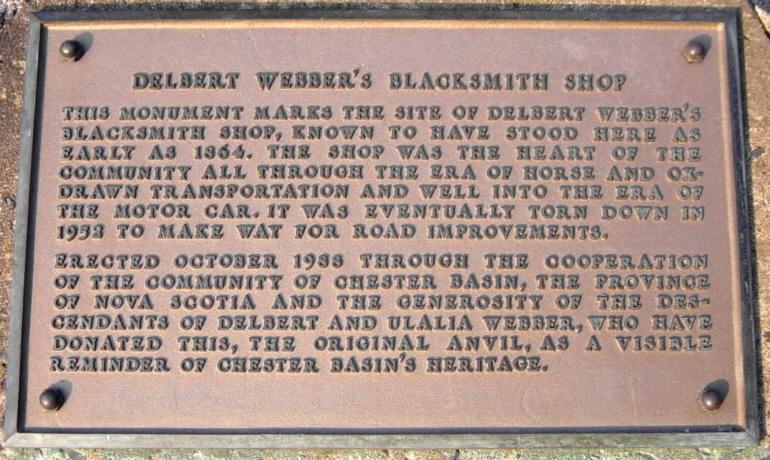 DELBERT WEBBER'S BLACKSMITH SHOP
THIS MONUMENT MARKS THE SITE OF DELBERT WEBBER'S
BLACKSMITH SHOP, KNOWN TO HAVE STOOD HERE AS
EARLY AS 1864. THE SHOP WAS THE HEART OF THE
COMMUNITY ALL THROUGH THE ERA OF HORSE AND OX-
DRAWN TRANSPORTATION AND WELL INTO THE ERA OF
THE MOTOR CAR. IT WAS EVENTUALLY TORN DOWN IN
1952 TO MAKE WAY FOR ROAD IMPROVEMENTS.
ERECTED OCTOBER 1988 THROUGH THE COOPERATION
OF THE COMMUNITY OF CHESTER BASIN, THE PROVINCE
OF NOVA SCOTIA AND THE GENEROSITY OF THE DES-
CENDANTS OF DELBERT AND ULALIA WEBBER, WHO HAVE
DONATED THIS, THE ORIGINAL ANVIL, AS A VISIBLE
REMINDER OF CHESTER BASIN'S HERITAGE.